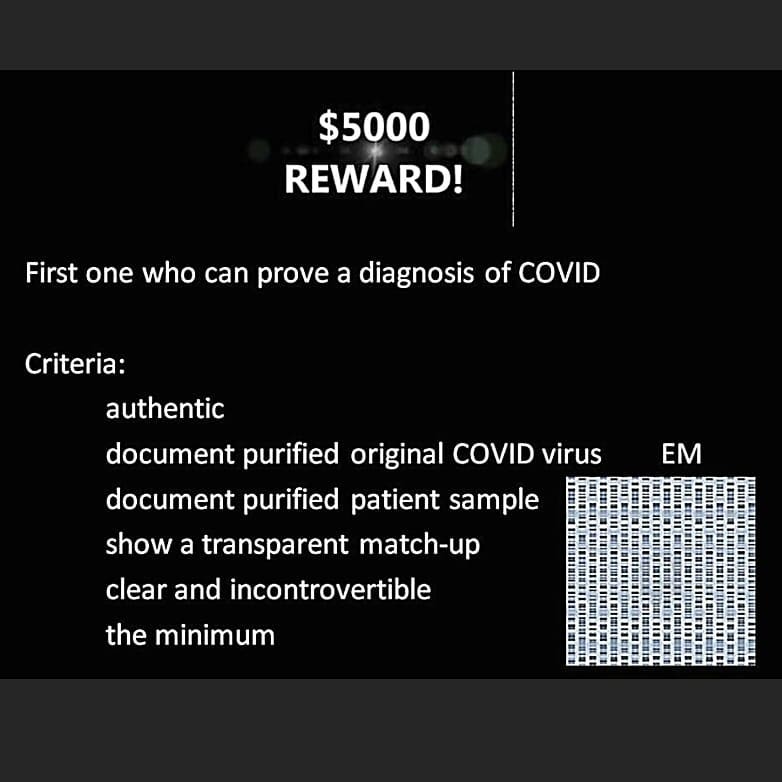 $5000
REWARD!
First one who can prove a diagnosis of COVID
Criteria:
authentic
document purified original COVID virus EM
document purified patient sample
show a transparent match-up
clear and incontrovertible
the minimum